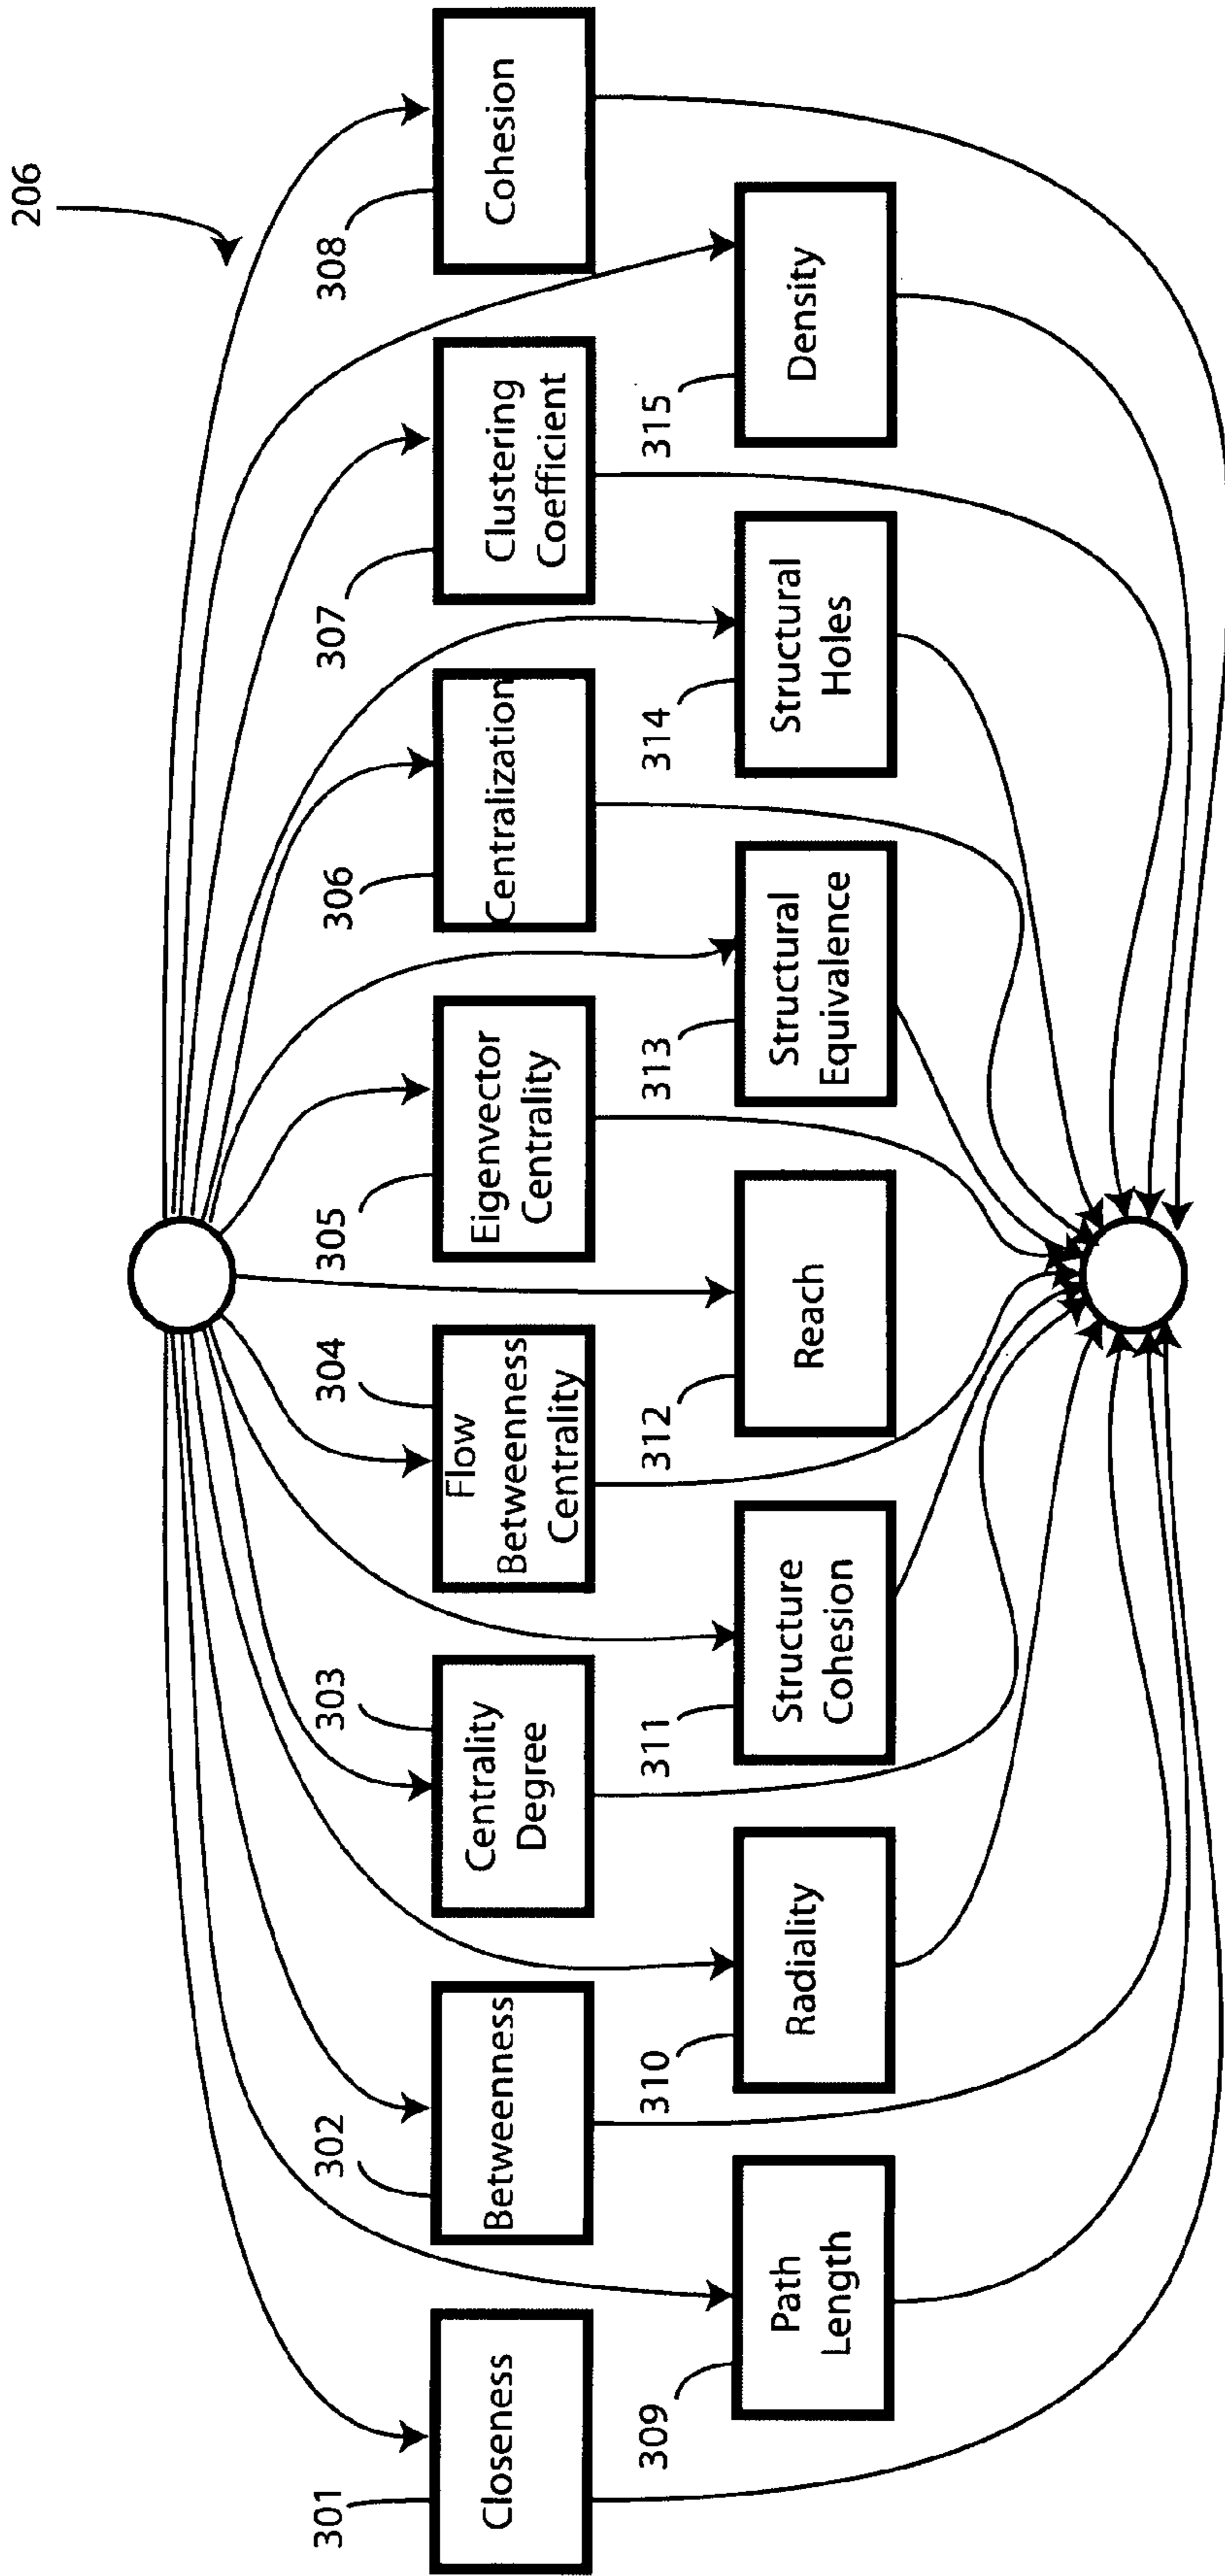 206
301
302
303
304
305
306
307
308
Closeness
Betweenness
Centrality
Degree
Flow
Betweenness
Centrality
Eigenvector
Centrality
Centralization
Clustering
Coefficient
Cohesion
309
310
311
312
313
314
315
Path
Length
Radiality
Structure
Cohesion
Reach
Structural
Equivalence
Structural
Holes
Density